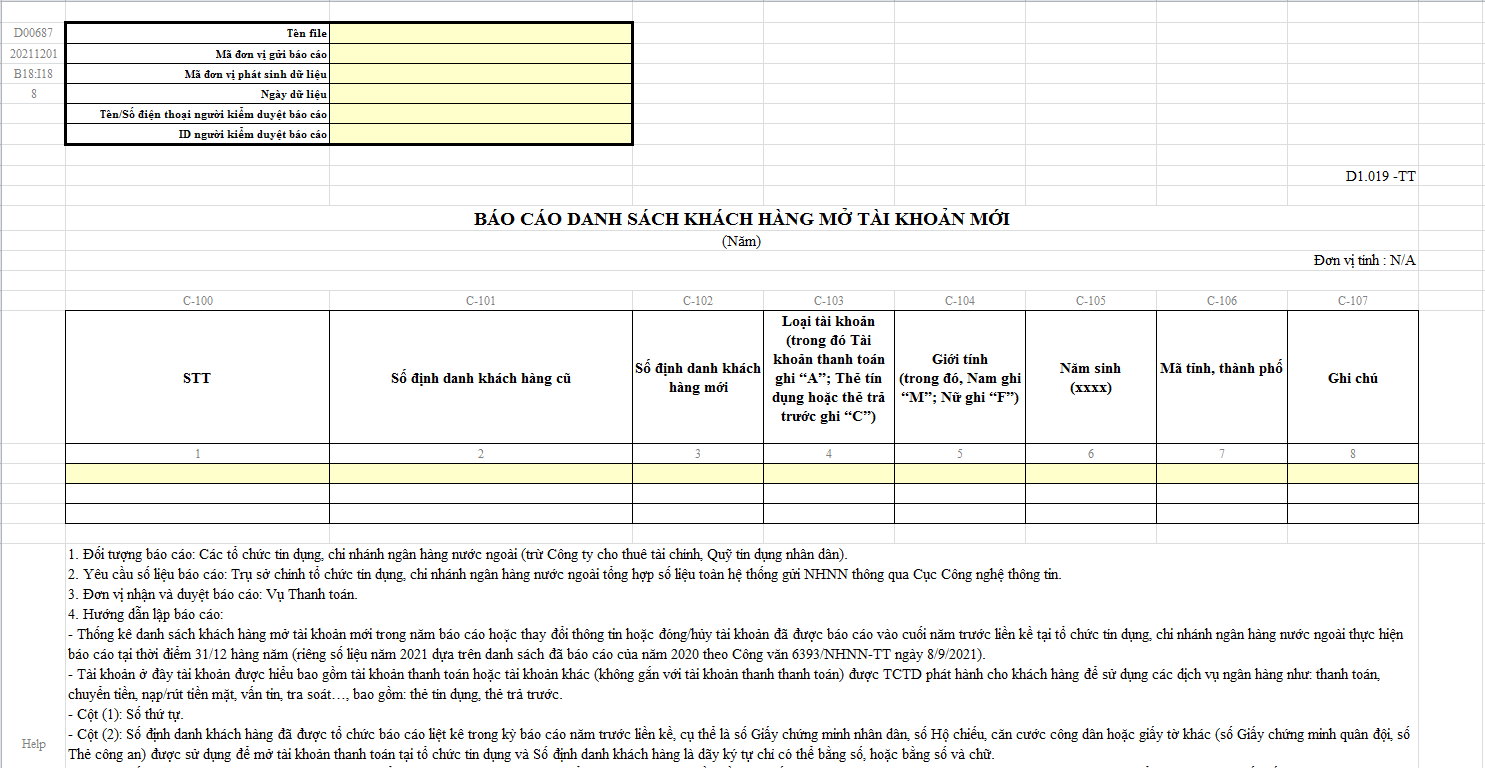 D00687 Tên file
20211201 Mã đơn vị gửi báo cáo
B18:I18 Mã đơn vị phát sinh dữ liệu
8 Ngày dữ liệu
Tên/Số điện thoại người kiểm duyệt báo cáo
ID người kiểm duyệt báo cáo
D1.019 -TT
BÁO CÁO DANH SÁCH KHÁCH HÀNG MỞ TÀI KHOẢN MỚI
(Năm)
Đơn vị tính : N/A
C-100 C-101 C-102 C-103 C-104 C-105 C-106 C-107
STT
Số định danh khách hàng cũ
Số định danh khách
hàng mới
Loại tài khoản
(trong đó Tài
khoản thanh toán
ghi “A”; Thẻ tín
dụng hoặc thẻ trả
trước ghi “C”)
Giới tính
(trong đó, Nam ghi
“M”; Nữ ghi “F”)
Năm sinh
(xxxx)
Mã tỉnh, thành phố
Ghi chú
1 2 3 4 5 6 7 8
1. Đối tượng báo cáo: Các tổ chức tín dụng, chi nhánh ngân hàng nước ngoài (trừ Công ty cho thuê tài chính, Quỹ tín dụng nhân dân).
2. Yêu cầu số liệu báo cáo: Trụ sở chính tổ chức tín dụng, chi nhánh ngân hàng nước ngoài tổng hợp số liệu toàn hệ thống gửi NHNN thông qua Cục Công nghệ thông tin.
3. Đơn vị nhận và duyệt báo cáo: Vụ Thanh toán.
4. Hướng dẫn lập báo cáo:
- Thống kê danh sách khách hàng mở tài khoản mới trong năm báo cáo hoặc thay đổi thông tin hoặc đóng/hủy tài khoản đã được báo cáo vào cuối năm trước liền kề tại tổ chức tín dụng, chi nhánh ngân hàng nước ngoài thực hiện
báo cáo tại thời điểm 31/12 hàng năm (riêng số liệu năm 2021 dựa trên danh sách đã báo cáo của năm 2020 theo Công văn 6393/NHNN-TT ngày 8/9/2021).
- Tài khoản ở đây tài khoản được hiểu bao gồm tài khoản thanh toán hoặc tài khoản khác (không gắn với tài khoản thanh thanh toán) được TCTD phát hành cho khách hàng để sử dụng các dịch vụ ngân hàng như: thanh toán,
chuyển tiền, nạp/rút tiền mặt, vấn tin, tra soát…, bao gồm: thẻ tín dụng, thẻ trả trước.
- Cột (1): Số thứ tự.
- Cột (2): Số định danh khách hàng đã được tổ chức báo cáo liệt kê trong kỳ báo cáo năm trước liền kề, cụ thể là số Giấy chứng minh nhân dân, số Hộ chiếu, căn cước công dân hoặc giấy tờ khác (số Giấy chứng minh quân đội, số
Help Thẻ công an) được sử dụng để mở tài khoản thanh toán tại tổ chức tín dụng và Số định danh khách hàng là dãy ký tự chỉ có thể bằng số, hoặc bằng số và chữ.